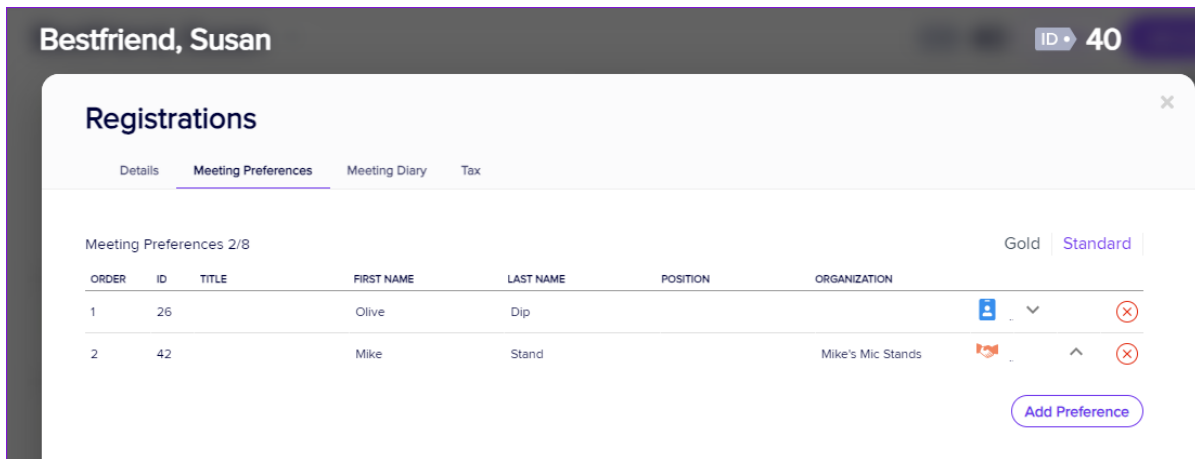 Bestfriend, Susan ID 40
Registrations
Details Meeting Preferences Meeting Diary Tax
Meeting Preferences 2/8 Gold Standard
ORDER ID TITLE FIRST NAME LAST NAME POSITION ORGANIZATION
1 26 Olive Dip
2 42 Mike Stand Mike's Mic Stands
Add Preference